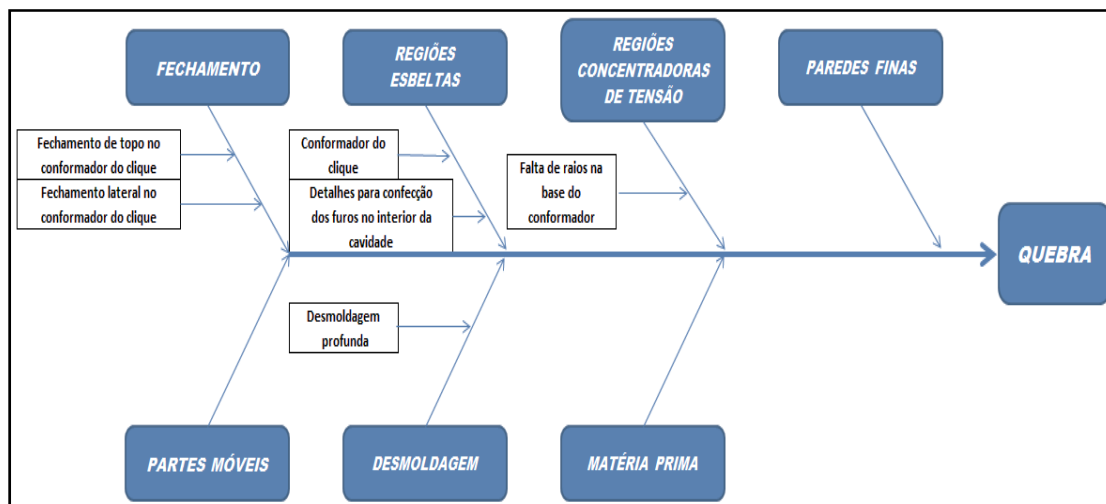 FECHAMENTO
REGIÕES
ESBELTAS
REGIÕES
CONCENTRADORAS
DE TENSÃO
PAREDES FINAS
Fechamento de topo no
conformador do clique
Fechamento lateral no
conformador do clique
Conformador do
clique
Detalhes para confecção
dos furos no interior da
cavidade
Falta de raios na
base do
conformador
QUEBRA
Desmoldagem
profunda
PARTES MÓVEIS
DESMOLDAGEM
MATÉRIA PRIMA